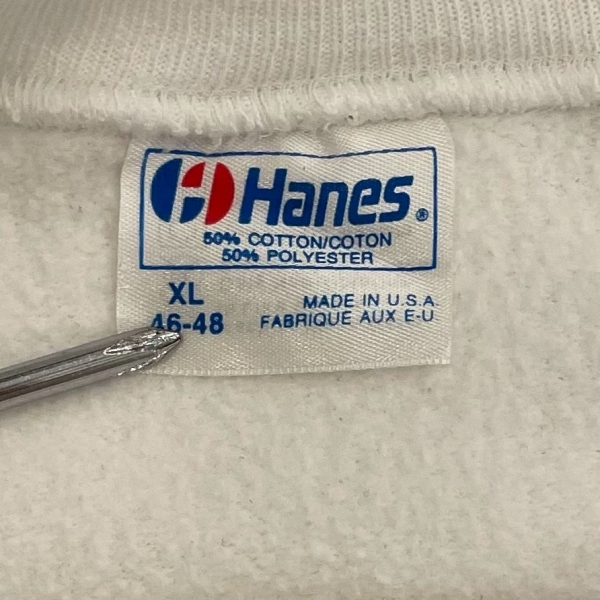 Hanes®
50% COTTON/COTON
50% POLYESTER
XL
46-48
MADE IN U.S.A.
FABRIQUE AUX E-U